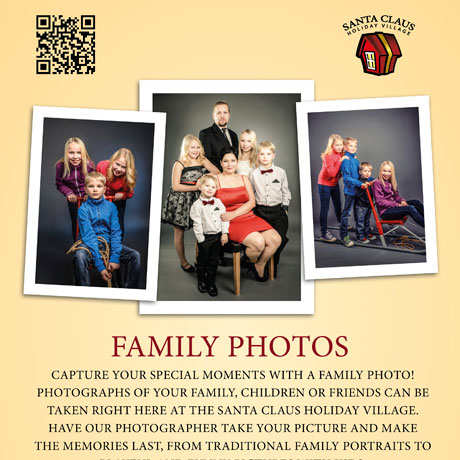 SANTA CLAUS
HOLIDAY VILLAGE
FAMILY PHOTOS
CAPTURE YOUR SPECIAL MOMENTS WITH A FAMILY PHOTO!
PHOTOGRAPHS OF YOUR FAMILY, CHILDREN OR FRIENDS CAN BE
TAKEN RIGHT HERE AT THE SANTA CLAUS HOLIDAY VILLAGE.
HAVE OUR PHOTOGRAPHER TAKE YOUR PICTURE AND MAKE
THE MEMORIES LAST, FROM TRADITIONAL FAMILY PORTRAITS TO